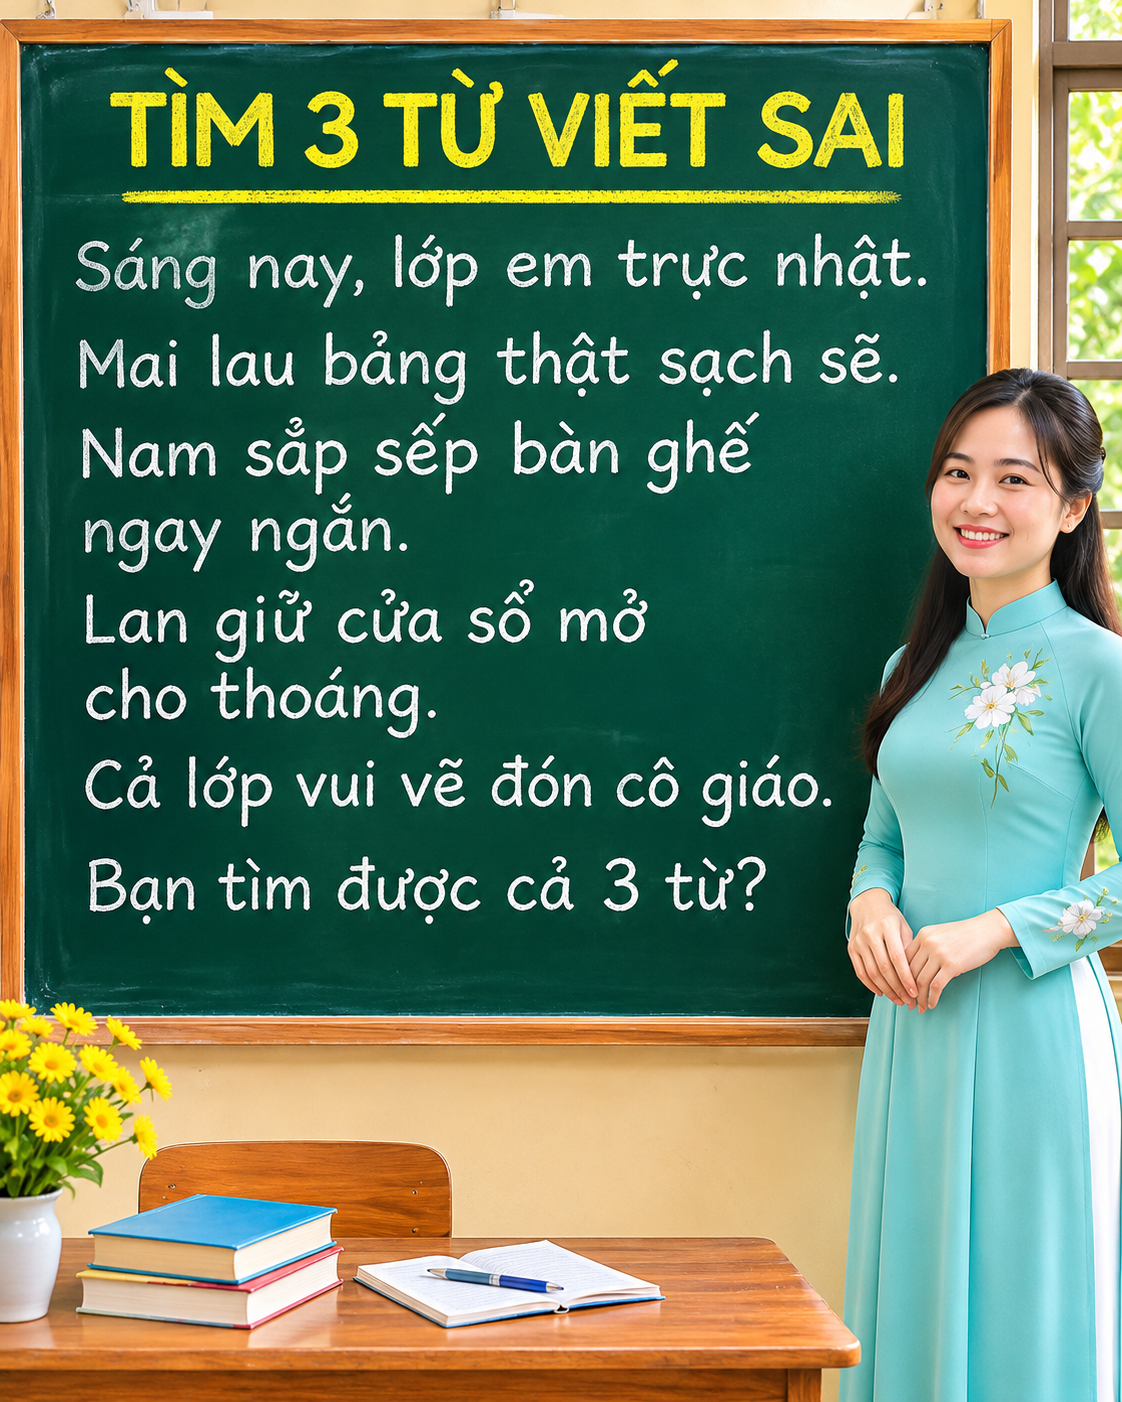 TÌM 3 TỪ VIẾT SAI
Sáng nay, lớp em trực nhật.
Mai lau bảng thật sạch sẽ.
Nam sẳp sếp bàn ghế
ngay ngắn.
Lan giữ cửa sổ mở
cho thoáng.
Cả lớp vui vẽ đón cô giáo.
Bạn tìm được cả 3 từ?